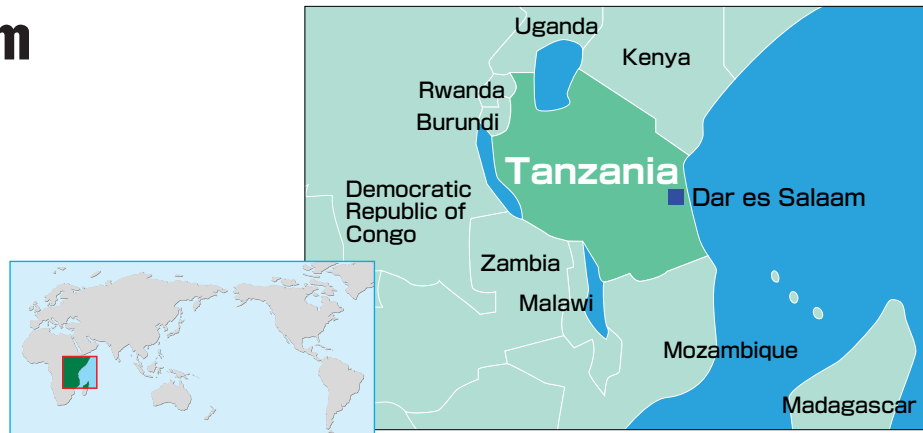 m
Uganda
Kenya
Rwanda
Burundi
Tanzania
Dar es Salaam
Democratic
Republic of
Congo
Zambia
Malawi
Mozambique
Madagascar